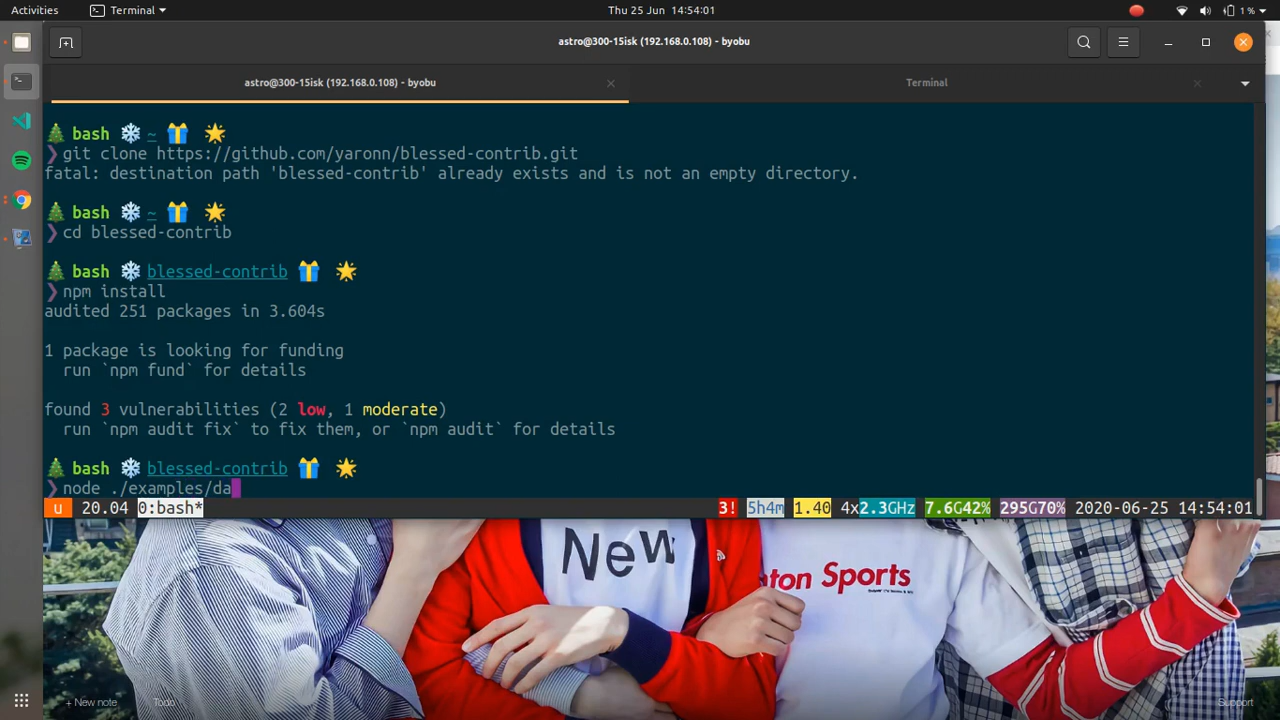 Activities
Terminal
Thu 25 Jun 14:54:01
1 %
astro@300-15isk (192.168.0.108) - byobu
astro@300-15isk (192.168.0.108) - byobu
Terminal
bash ~
❯git clone https://github.com/yaronn/blessed-contrib.git
fatal: destination path 'blessed-contrib' already exists and is not an empty directory.
bash ~
❯cd blessed-contrib
bash blessed-contrib
❯npm install
audited 251 packages in 3.604s
1 package is looking for funding
run `npm fund` for details
found 3 vulnerabilities (2 low, 1 moderate)
run `npm audit fix` to fix them, or `npm audit` for details
bash blessed-contrib
❯node ./examples/da
u 20.04 0:bash* 3! 5h4m 1.40 4x2.3GHz 7.6G42% 295G70% 2020-06-25 14:54:01
New
ton Sports
+ New note
Todo
Support